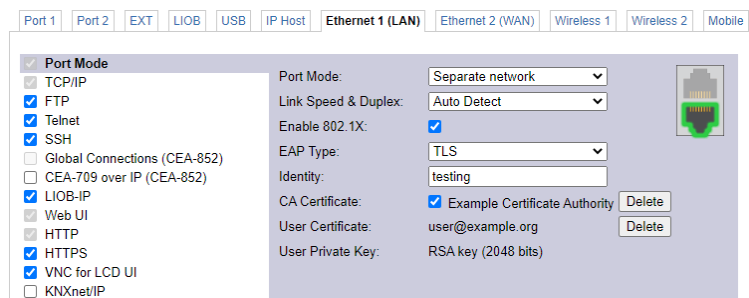 Port 1 Port 2 EXT LIOB USB IP Host Ethernet 1 (LAN) Ethernet 2 (WAN) Wireless 1 Wireless 2 Mobile
Port Mode
TCP/IP
FTP
Telnet
SSH
Global Connections (CEA-852)
CEA-709 over IP (CEA-852)
LIOB-IP
Web UI
HTTP
HTTPS
VNC for LCD UI
KNXnet/IP
Port Mode: Separate network
Link Speed & Duplex: Auto Detect
Enable 802.1X:
EAP Type: TLS
Identity: testing
CA Certificate: Example Certificate Authority Delete
User Certificate: user@example.org Delete
User Private Key: RSA key (2048 bits)